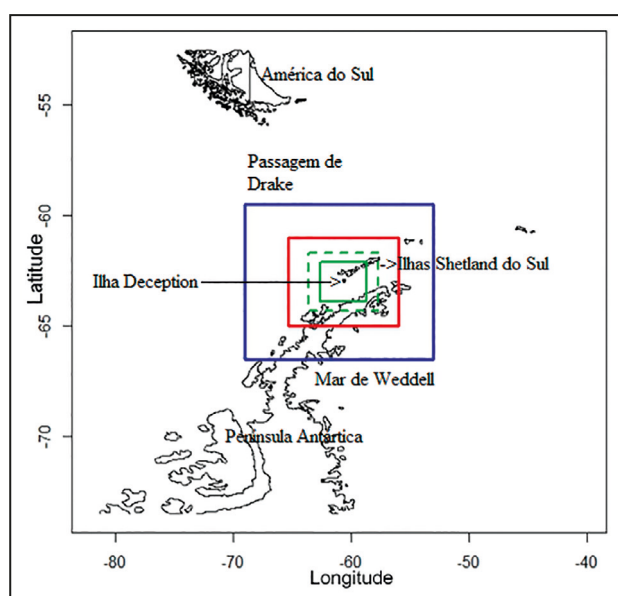 América do Sul
-55
Passagem de
Drake
-60
Ilhas Shetland do Sul
Ilha Deception
Latitude
-65
Mar de Weddell
-70
Península Antártica
-80
-70
-60
-50
-40
Longitude